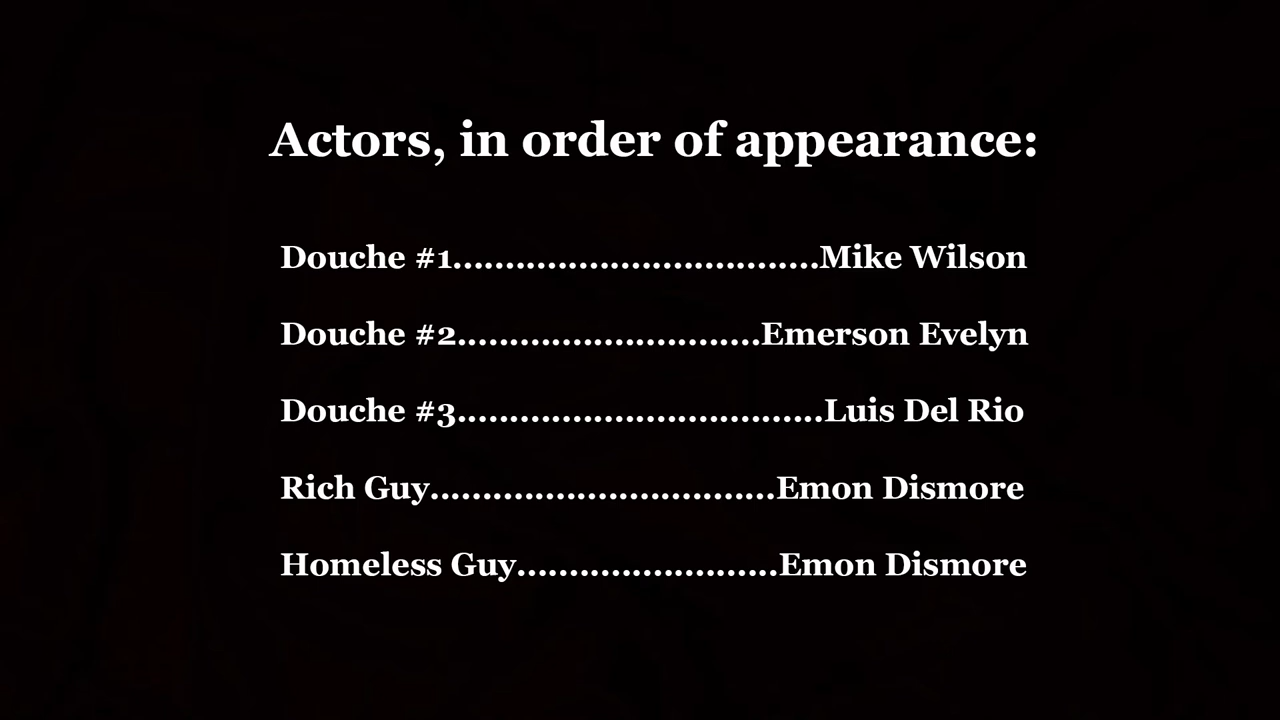 Actors, in order of appearance:
Douche #1...................................Mike Wilson
Douche #2.............................Emerson Evelyn
Douche #3...................................Luis Del Rio
Rich Guy.................................Emon Dismore
Homeless Guy.........................Emon Dismore